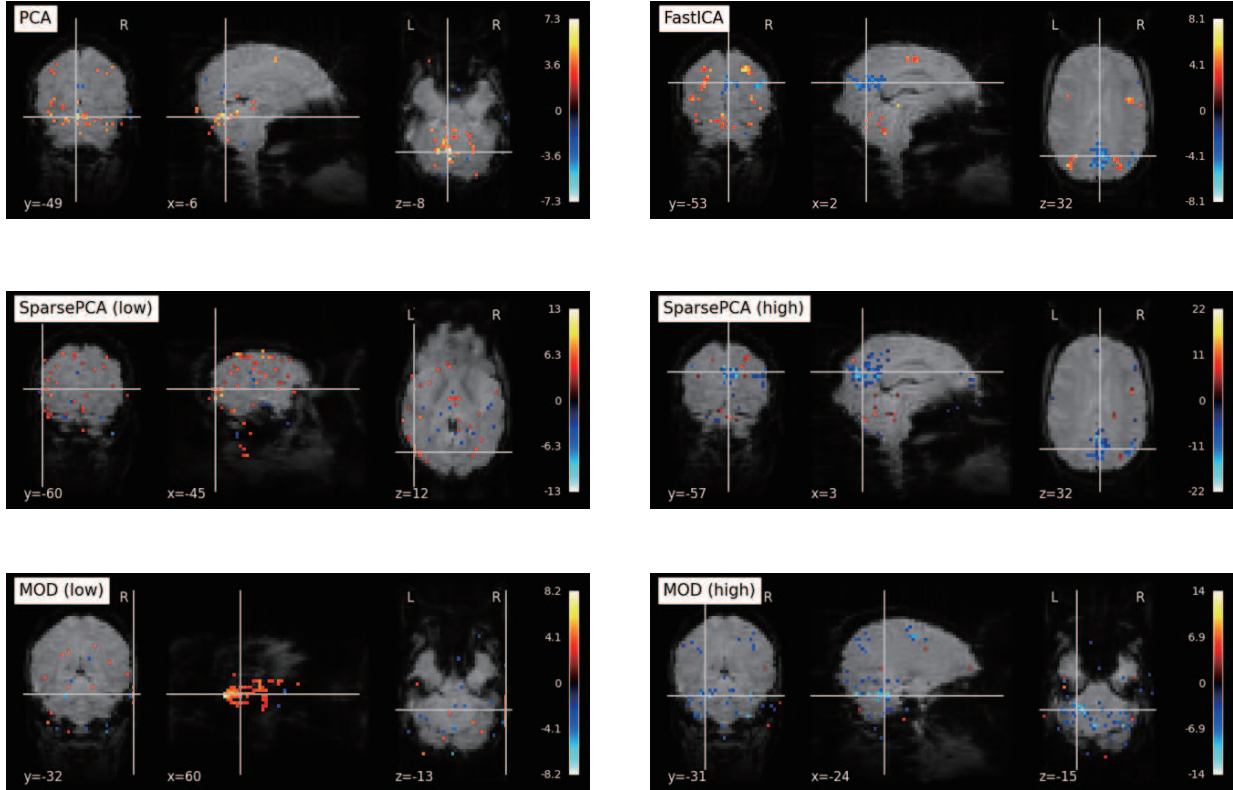 PCA
R
L
R
7.3
3.6
0
-3.6
-7.3
y=-49
x=-6
z=-8
FastICA
R
L
R
8.1
4.1
0
-4.1
-8.1
y=-53
x=2
z=32
SparsePCA (low)
L
R
13
6.3
0
-6.3
-13
y=-60
x=-45
z=12
SparsePCA (high)
L
R
22
11
0
-11
-22
y=-57
x=3
z=32
MOD (low)
R
L
R
8.2
4.1
0
-4.1
-8.2
y=-32
x=60
z=-13
MOD (high)
L
R
14
6.9
0
-6.9
-14
y=-31
x=-24
z=-15